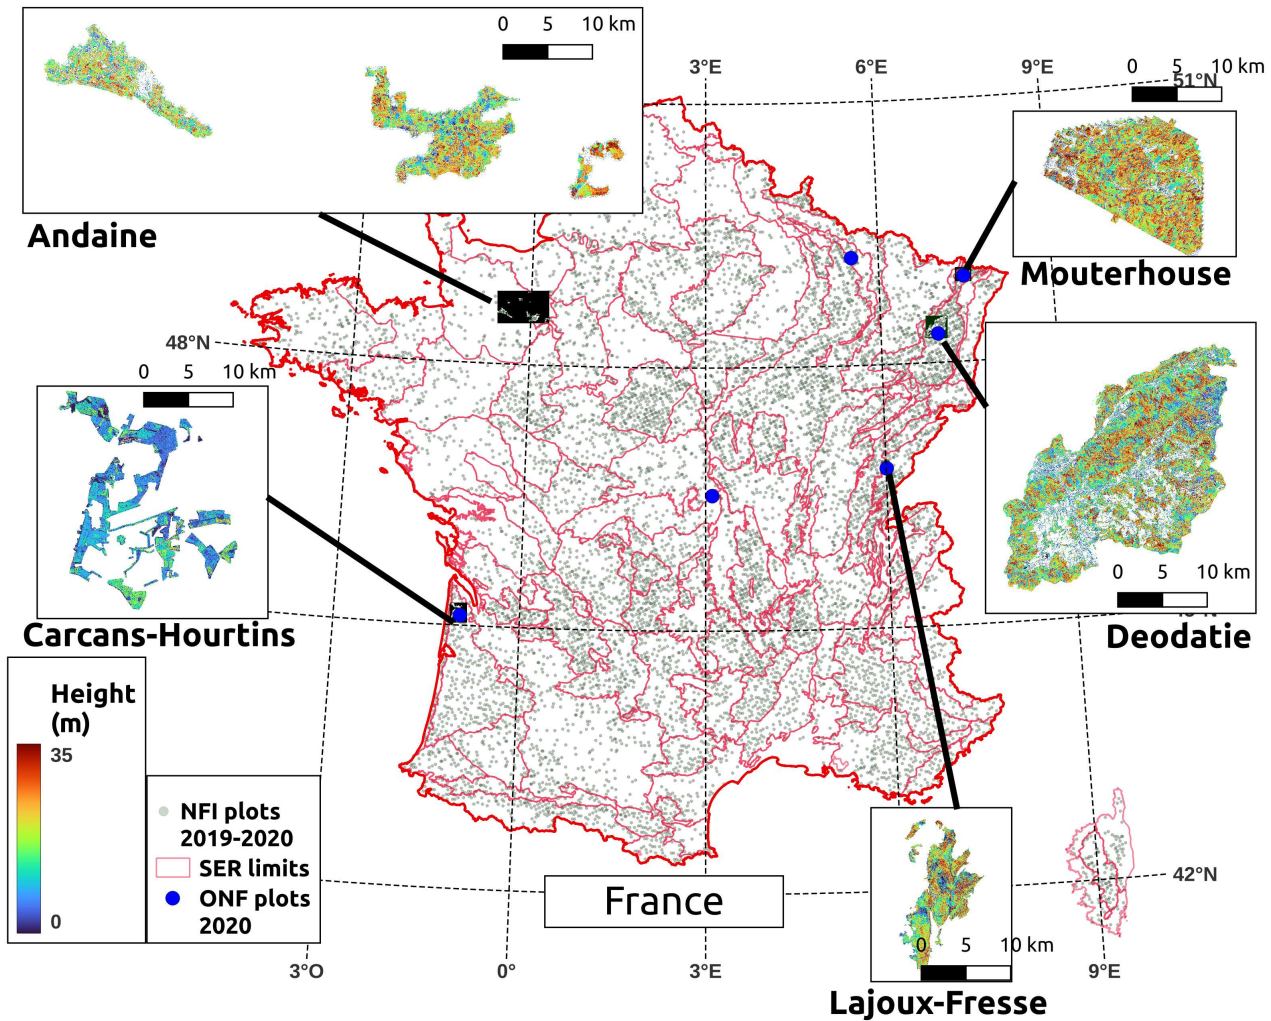 0 5 10 km
Andaine
3°E
6°E
9°E
0 5 10 km
51°N
Mouterhouse
48°N
0 5 10 km
Carcans-Hourtins
0 5 10 km
Deodatie
Height
(m)
35
0
NFI plots
2019-2020
SER limits
ONF plots
2020
France
42°N
0 5 10 km
Lajoux-Fresse
3°O
0°
3°E
9°E